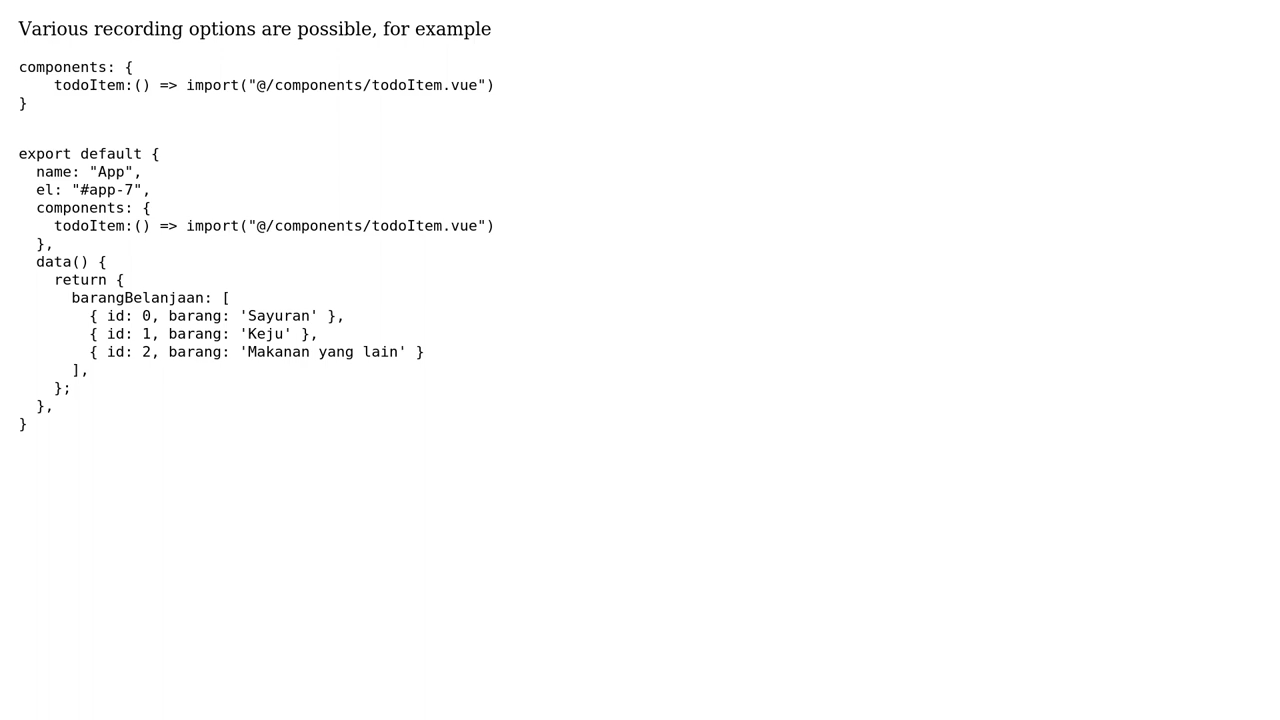 Various recording options are possible, for example
components: {
    todoItem:() => import("@/components/todoItem.vue")
}
export default {
  name: "App",
  el: "#app-7",
  components: {
    todoItem:() => import("@/components/todoItem.vue")
  },
  data() {
    return {
      barangBelanjaan: [
        { id: 0, barang: 'Sayuran' },
        { id: 1, barang: 'Keju' },
        { id: 2, barang: 'Makanan yang lain' }
      ],
    };
  },
}